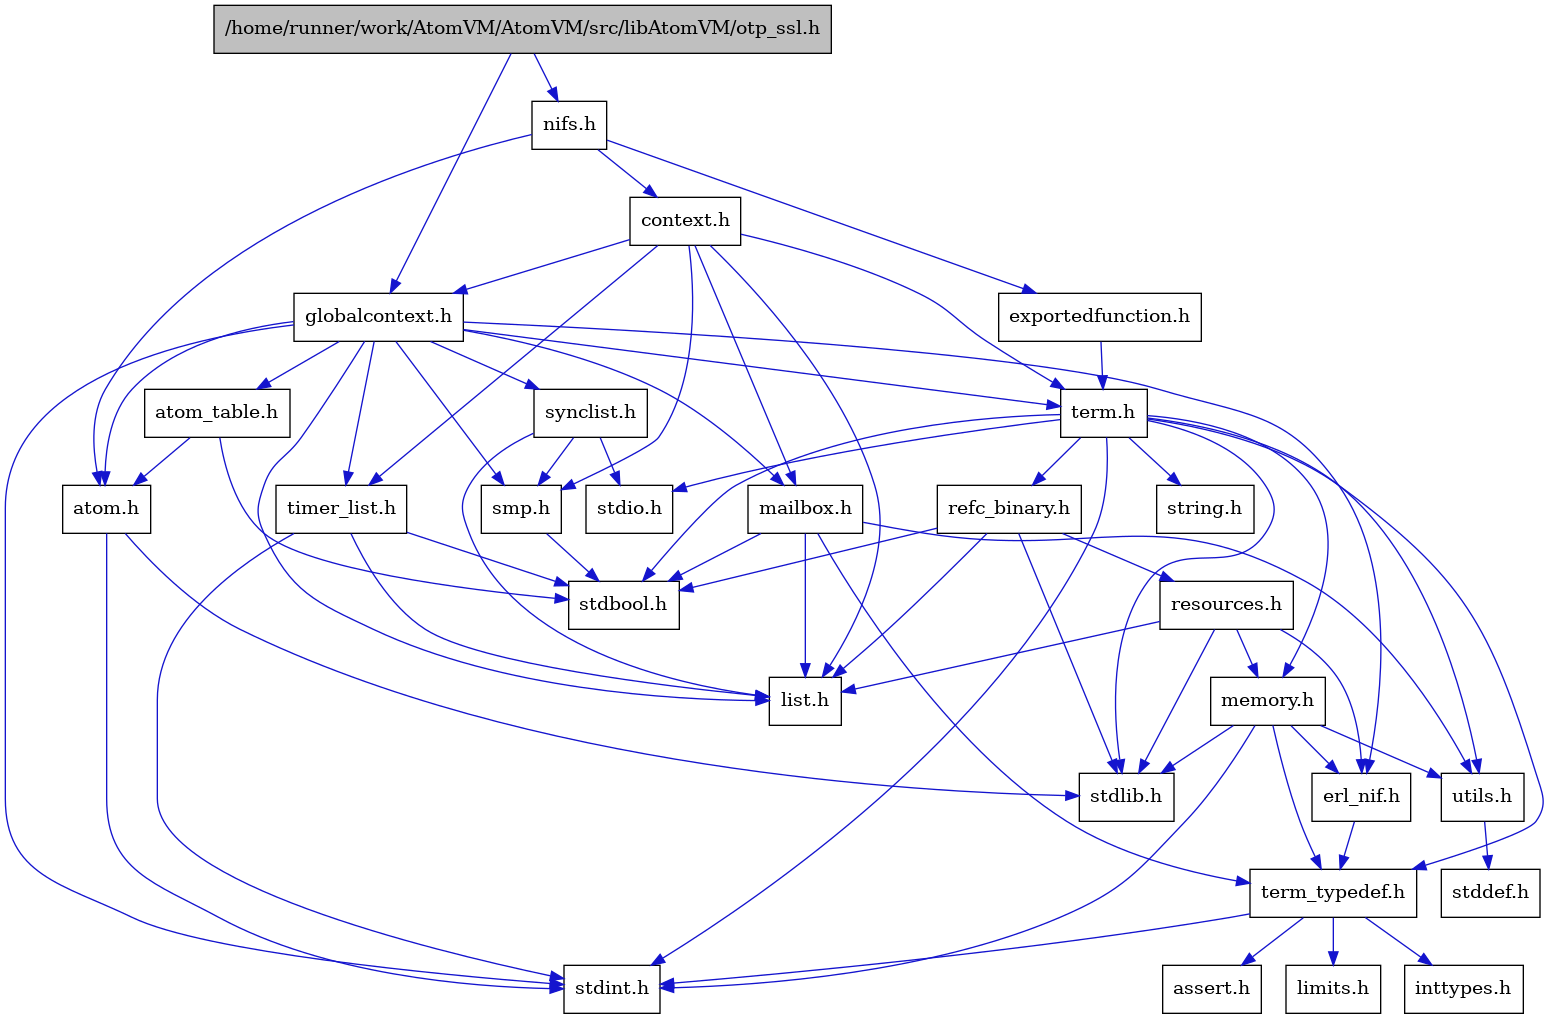 /home/runner/work/AtomVM/AtomVM/src/libAtomVM/otp_ssl.h
nifs.h
context.h
globalcontext.h
exportedfunction.h
atom_table.h
synclist.h
term.h
atom.h
timer_list.h
smp.h
stdio.h
mailbox.h
refc_binary.h
string.h
stdbool.h
resources.h
list.h
memory.h
stdlib.h
erl_nif.h
utils.h
term_typedef.h
stddef.h
stdint.h
assert.h
limits.h
inttypes.h